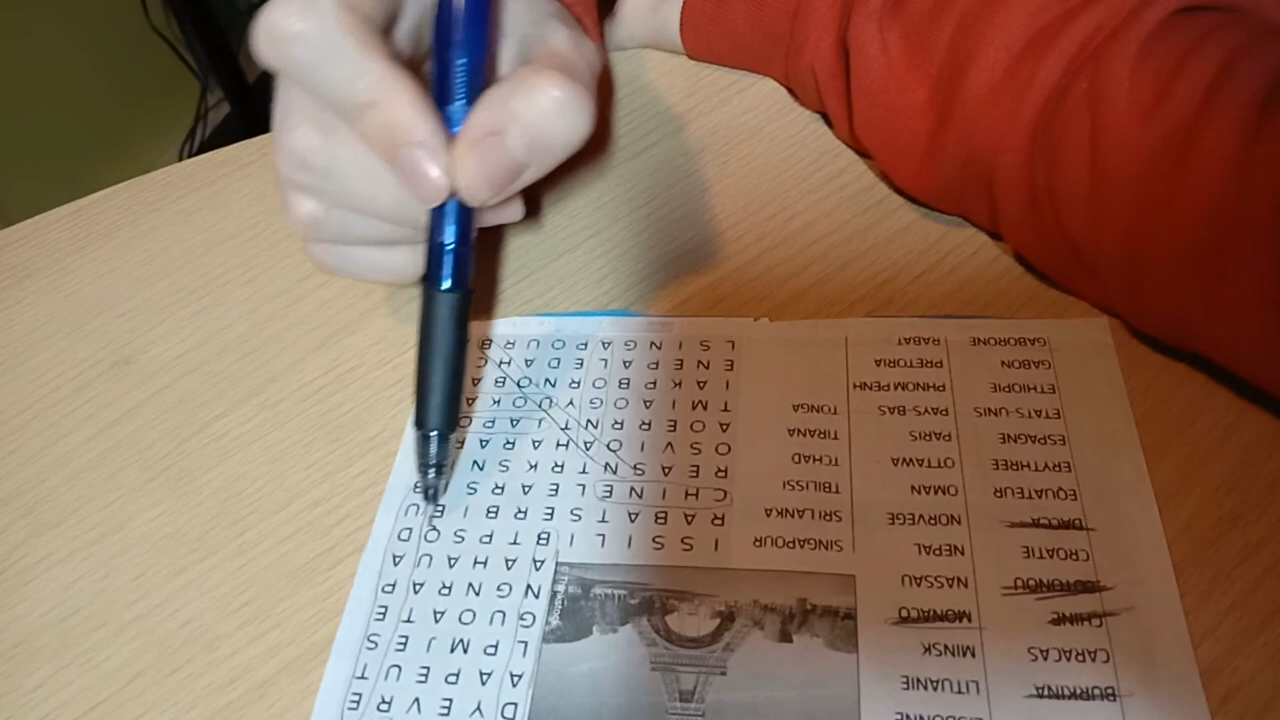 BURKINA
CARACAS
CHINE
COTONOU
CROATIE
DACCA
EQUATEUR
ERYTHREE
ESPAGNE
ETATS-UNIS
ETHIOPIE
GABON
GABORONE
LITUANIE
MINSK
MONACO
NASSAU
NEPAL
NORVEGE
OMAN
OTTAWA
PARIS
PAYS-BAS
PHNOM PENH
PRETORIA
RABAT
SINGAPOUR
SRI LANKA
TBILISSI
TCHAD
TIRANA
TONGA
D Y E V R E
A A P E U T
L P M J E S
G U O A T E
N G N R A P
A A H A U A
I S S I L I B T P S Q D
R A B A T S E R B I E U
C H I N E L E A R S B
R E A S N T R K S N
O S V I Q A H A R A F
A O E R R N T I A P O
T M I A O G Y U O K A
I A K P B O R N O B A
E N E P A L E D A H C
L S I N G A P O U R B